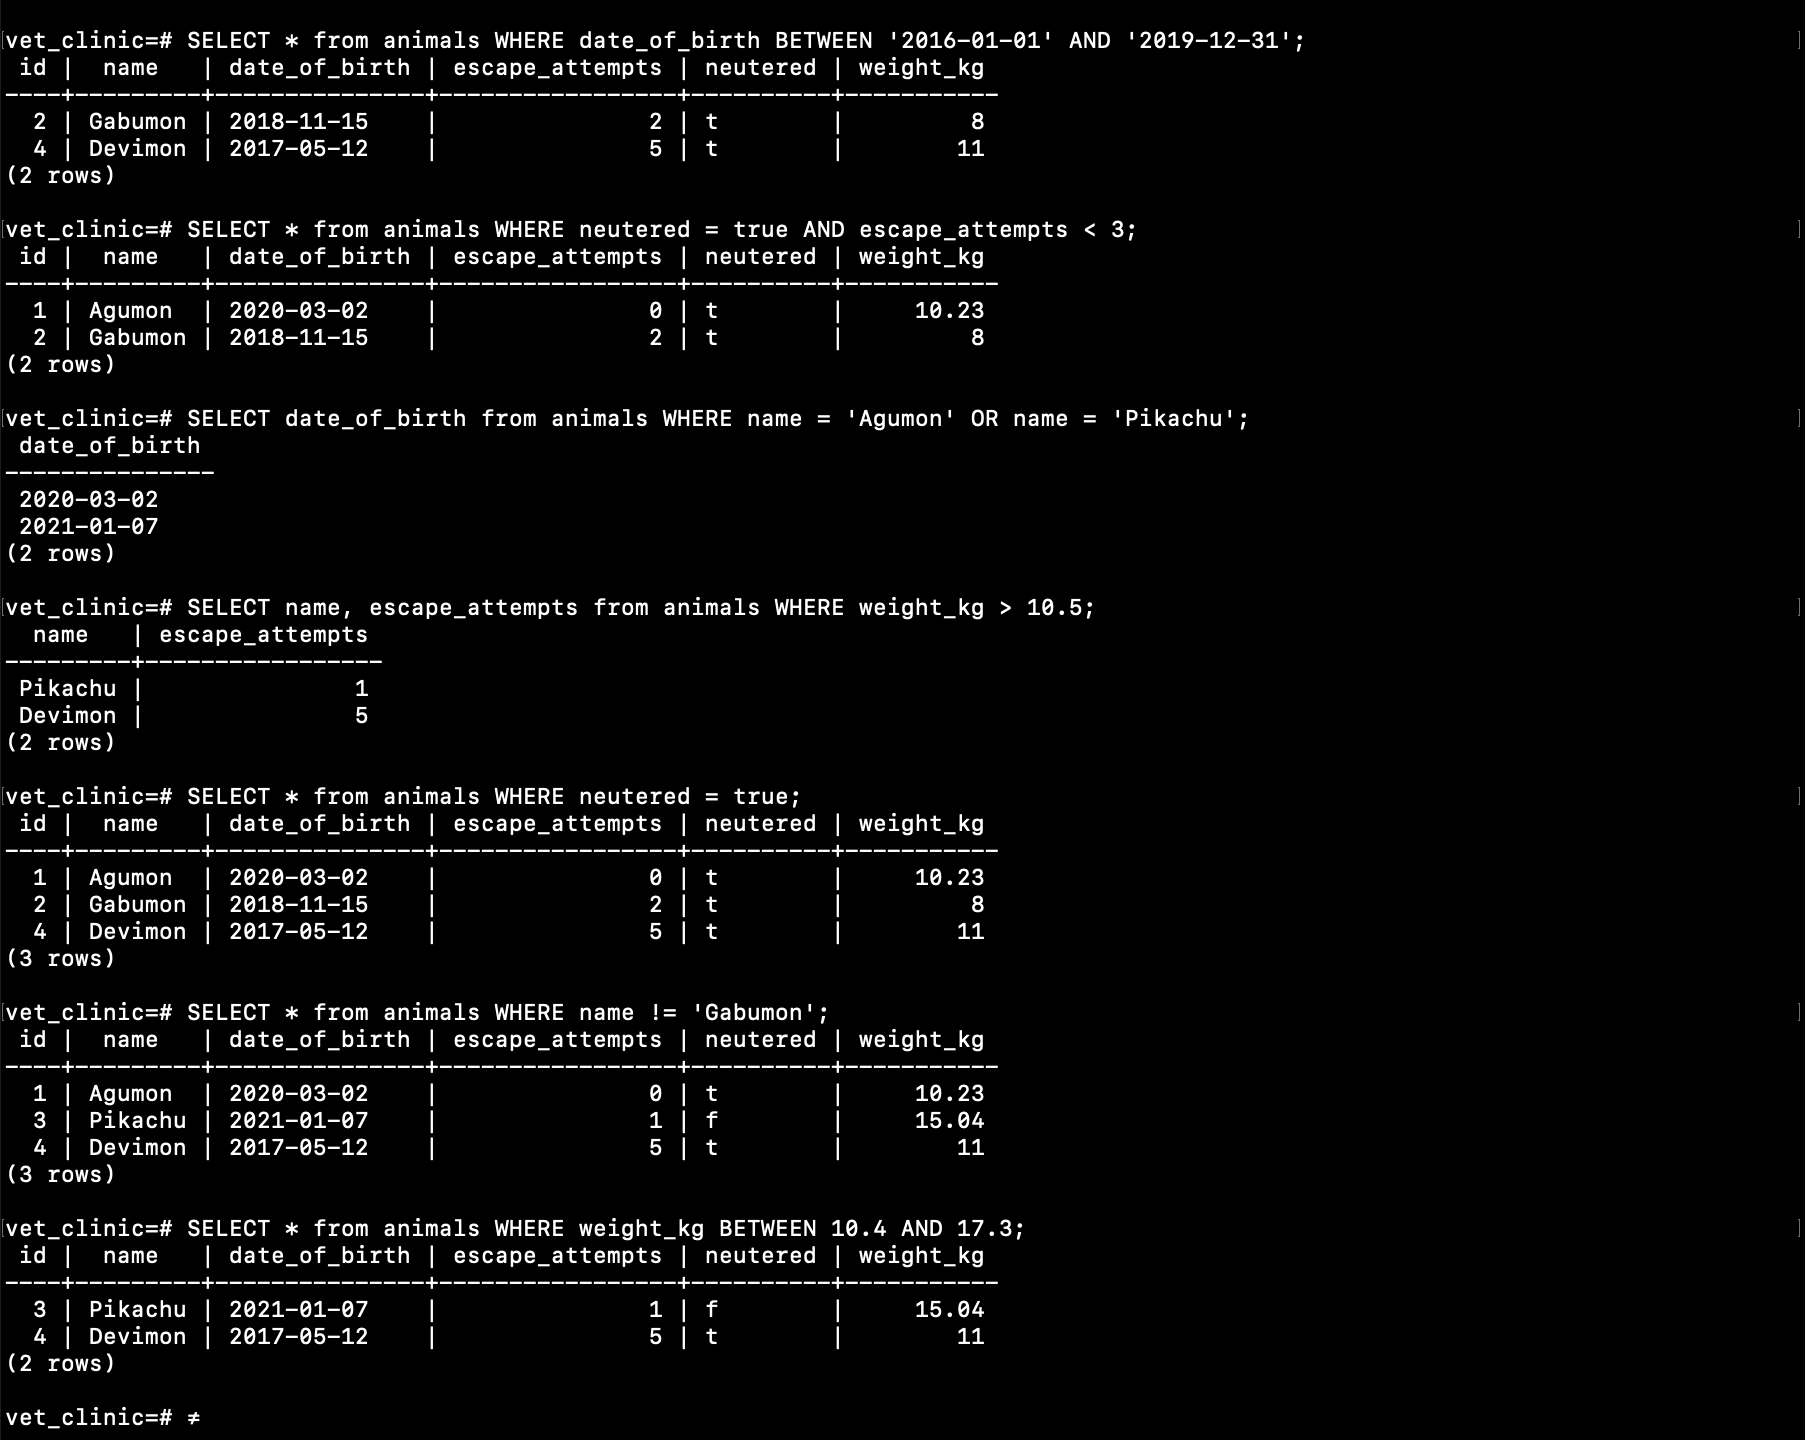 vet_clinic=# SELECT * from animals WHERE date_of_birth BETWEEN '2016-01-01' AND '2019-12-31';
 id |  name   | date_of_birth | escape_attempts | neutered | weight_kg
----+---------+---------------+-----------------+----------+-----------
  2 | Gabumon | 2018-11-15    |               2 | t        |         8
  4 | Devimon | 2017-05-12    |               5 | t        |        11
(2 rows)

vet_clinic=# SELECT * from animals WHERE neutered = true AND escape_attempts < 3;
 id |  name   | date_of_birth | escape_attempts | neutered | weight_kg
----+---------+---------------+-----------------+----------+-----------
  1 | Agumon  | 2020-03-02    |               0 | t        |     10.23
  2 | Gabumon | 2018-11-15    |               2 | t        |         8
(2 rows)

vet_clinic=# SELECT date_of_birth from animals WHERE name = 'Agumon' OR name = 'Pikachu';
 date_of_birth
---------------
 2020-03-02
 2021-01-07
(2 rows)

vet_clinic=# SELECT name, escape_attempts from animals WHERE weight_kg > 10.5;
  name   | escape_attempts
---------+-----------------
 Pikachu |               1
 Devimon |               5
(2 rows)

vet_clinic=# SELECT * from animals WHERE neutered = true;
 id |  name   | date_of_birth | escape_attempts | neutered | weight_kg
----+---------+---------------+-----------------+----------+-----------
  1 | Agumon  | 2020-03-02    |               0 | t        |     10.23
  2 | Gabumon | 2018-11-15    |               2 | t        |         8
  4 | Devimon | 2017-05-12    |               5 | t        |        11
(3 rows)

vet_clinic=# SELECT * from animals WHERE name != 'Gabumon';
 id |  name   | date_of_birth | escape_attempts | neutered | weight_kg
----+---------+---------------+-----------------+----------+-----------
  1 | Agumon  | 2020-03-02    |               0 | t        |     10.23
  3 | Pikachu | 2021-01-07    |               1 | f        |     15.04
  4 | Devimon | 2017-05-12    |               5 | t        |        11
(3 rows)

vet_clinic=# SELECT * from animals WHERE weight_kg BETWEEN 10.4 AND 17.3;
 id |  name   | date_of_birth | escape_attempts | neutered | weight_kg
----+---------+---------------+-----------------+----------+-----------
  3 | Pikachu | 2021-01-07    |               1 | f        |     15.04
  4 | Devimon | 2017-05-12    |               5 | t        |        11
(2 rows)

vet_clinic=# ≠